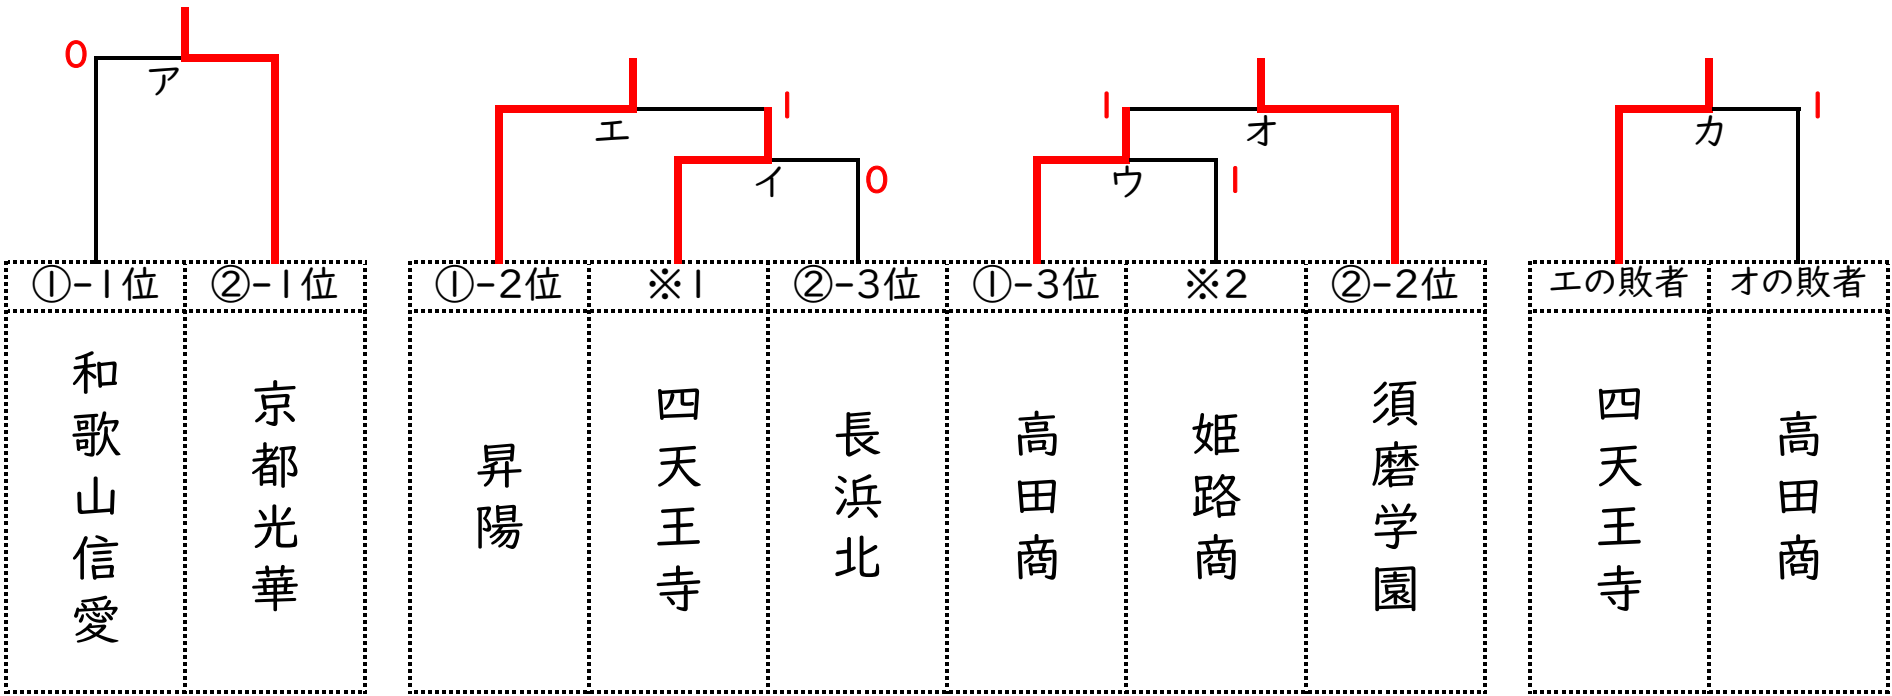 0
ア
1
エ
イ
0
1
オ
ウ
1
1
カ
①-1位
②-1位
①-2位
※1
②-3位
①-3位
※2
②-2位
エの敗者
オの敗者
和歌山信愛
京都光華
昇陽
四天王寺
長浜北
高田商
姫路商
須磨学園
四天王寺
高田商